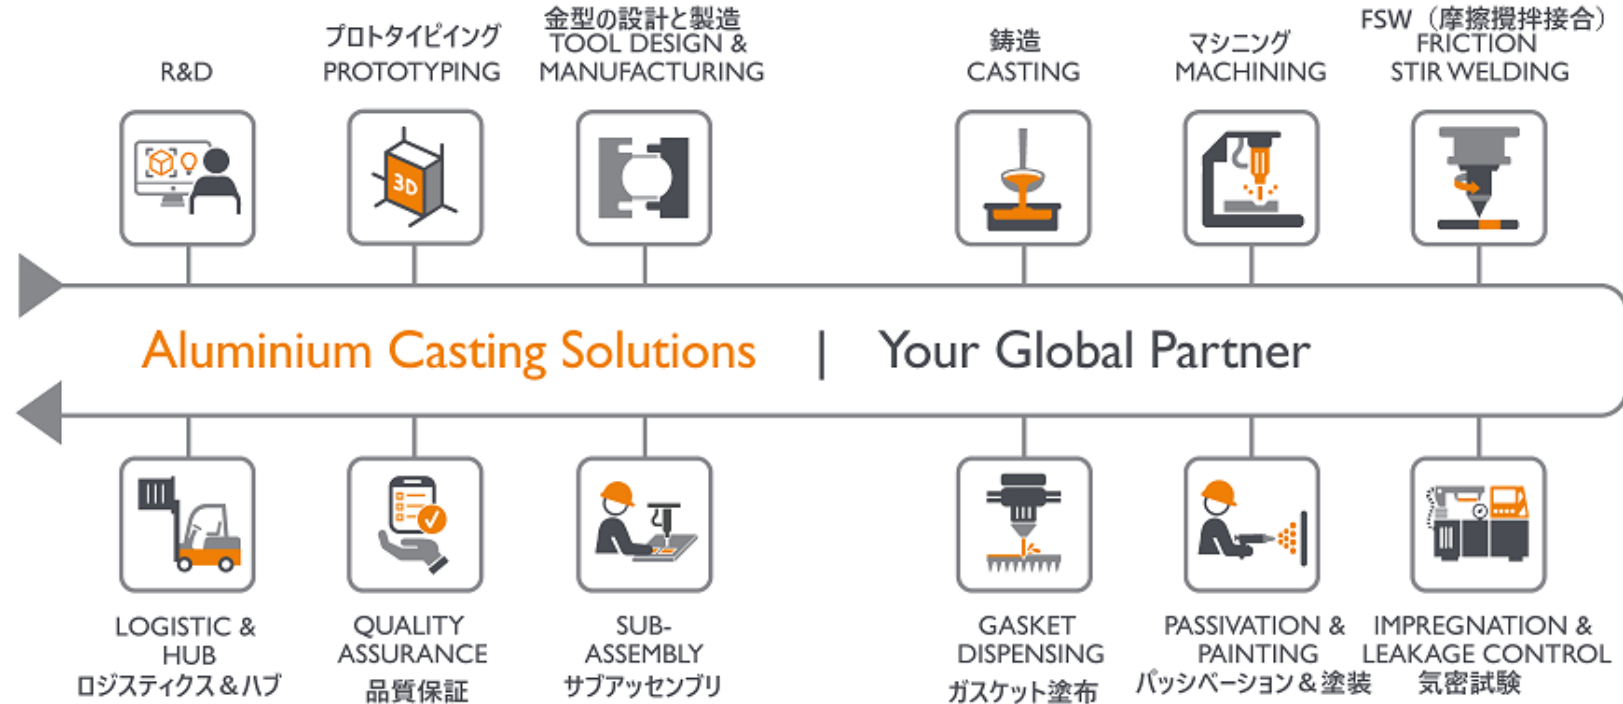 R&D
プロトタイピイング
PROTOTYPING
金型の設計と製造
TOOL DESIGN &
MANUFACTURING
鋳造
CASTING
マシニング
MACHINING
FSW（摩擦攪拌接合）
FRICTION
STIR WELDING
3D
Aluminium Casting Solutions | Your Global Partner
LOGISTIC &
HUB
ロジスティクス＆ハブ
QUALITY
ASSURANCE
品質保証
SUB-
ASSEMBLY
サブアッセンブリ
GASKET
DISPENSING
ガスケット塗布
PASSIVATION &
PAINTING
パッシベーション＆塗装
IMPREGNATION &
LEAKAGE CONTROL
気密試験